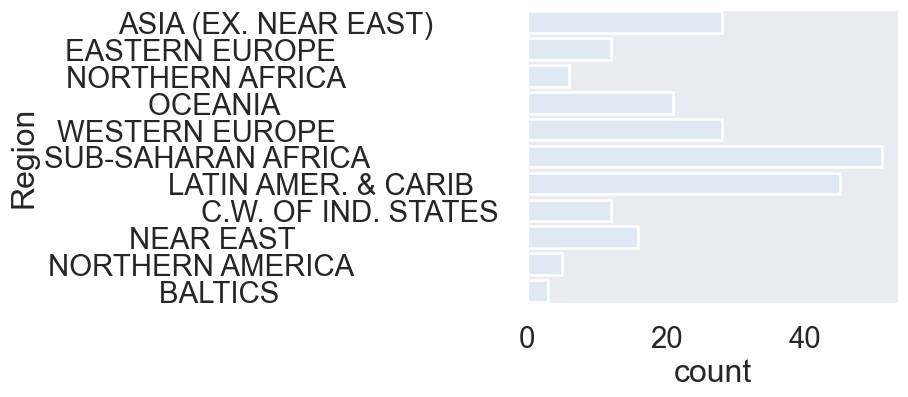 ASIA (EX. NEAR EAST)
EASTERN EUROPE
NORTHERN AFRICA
OCEANIA
WESTERN EUROPE
SUB-SAHARAN AFRICA
LATIN AMER. & CARIB
C.W. OF IND. STATES
NEAR EAST
NORTHERN AMERICA
BALTICS
Region
0 20 40
count